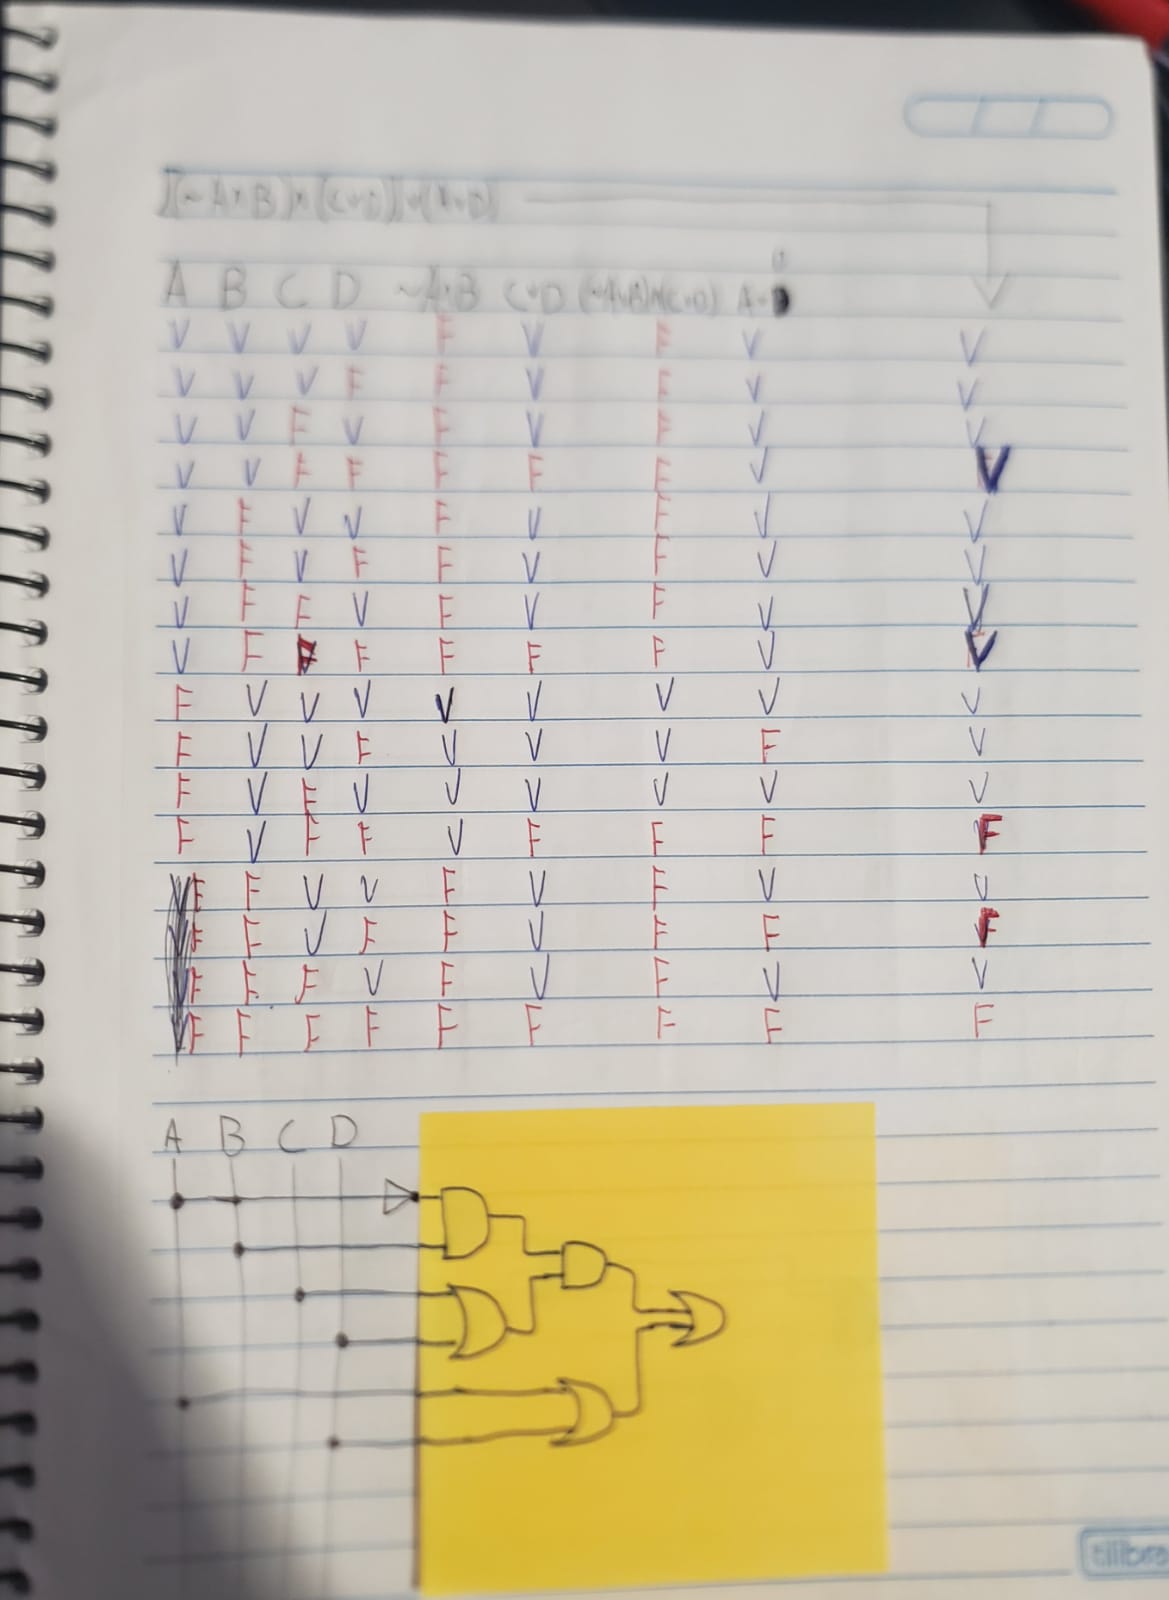 [(~A∧B)∧(C∨D)]∨(A∨D)
A B C D ~A∧B C∨D (~A∧B)∧(C∨D) A∨D
V V V V F V F V V
V V V F F V F V V
V V F V F V F V V
V V F F F F F V V
V F V V F V F V V
V F V F F V F V V
V F F V F V F V V
V F F F F F F V V
F V V V V V V V V
F V V F V V V F V
F V F V V V V V V
F V F F V F F F F
F F V V F V F V V
F F V F F V F F F
F F F V F V F V V
F F F F F F F F F
A B C D
tilibra